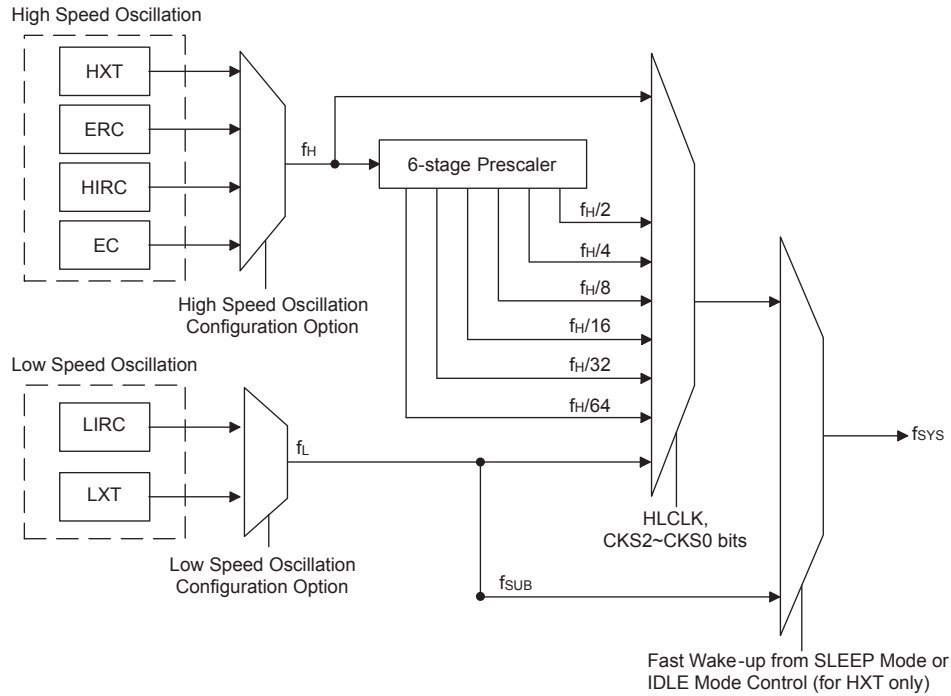 High Speed Oscillation
HXT
ERC
HIRC
EC
fH
6-stage Prescaler
fH/2
fH/4
fH/8
fH/16
fH/32
fH/64
High Speed Oscillation
Configuration Option
Low Speed Oscillation
LIRC
LXT
fL
fSYS
HLCLK,
CKS2~CKS0 bits
Low Speed Oscillation
Configuration Option
fSUB
Fast Wake-up from SLEEP Mode or
IDLE Mode Control (for HXT only)